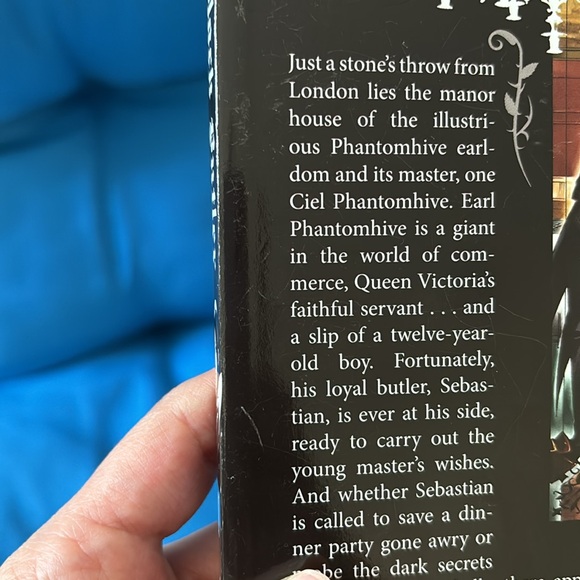 Just a stone's throw from
London lies the manor
house of the illustri-
ous Phantomhive earl-
dom and its master, one
Ciel Phantomhive. Earl
Phantomhive is a giant
in the world of com-
merce, Queen Victoria's
faithful servant . . . and
a slip of a twelve-year-
old boy. Fortunately,
his loyal butler, Sebas-
tian, is ever at his side,
ready to carry out the
young master's wishes.
And whether Sebastian
is called to save a din-
ner party gone awry or
be the dark secrets